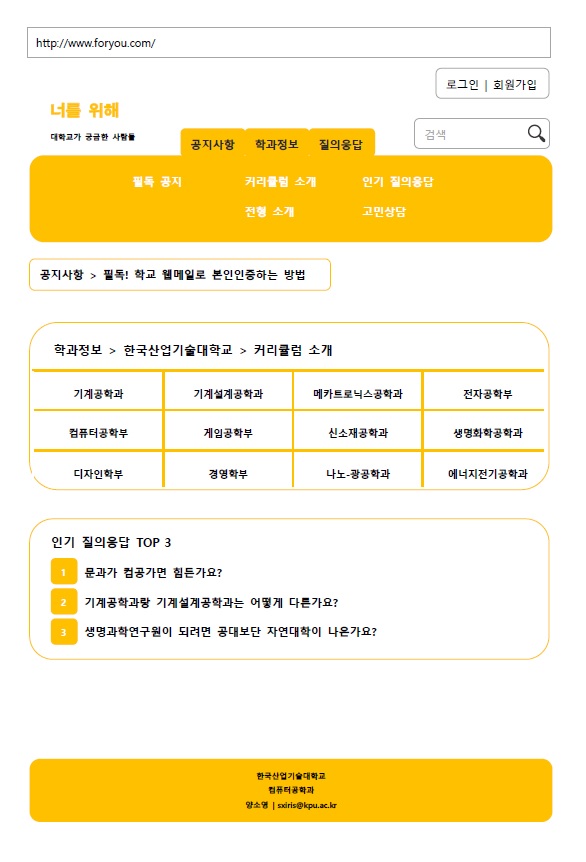 http://www.foryou.com/
로그인 | 회원가입
너를 위해
대학교가 궁금한 사람들
검색
공지사항 학과정보 질의응답
필독 공지 커리큘럼 소개 인기 질의응답
전형 소개 고민상담
공지사항 > 필독! 학교 웹메일로 본인인증하는 방법
학과정보 > 한국산업기술대학교 > 커리큘럼 소개
기계공학과 기계설계공학과 메카트로닉스공학과 전자공학부
컴퓨터공학부 게임공학부 신소재공학과 생명화학공학과
디자인학부 경영학부 나노-광공학과 에너지전기공학과
인기 질의응답 TOP 3
1 문과가 컴공가면 힘든가요?
2 기계공학과랑 기계설계공학과는 어떻게 다른가요?
3 생명과학연구원이 되려면 공대보단 자연대학이 나은가요?
한국산업기술대학교
컴퓨터공학과
양소영 | sxiris@kpu.ac.kr